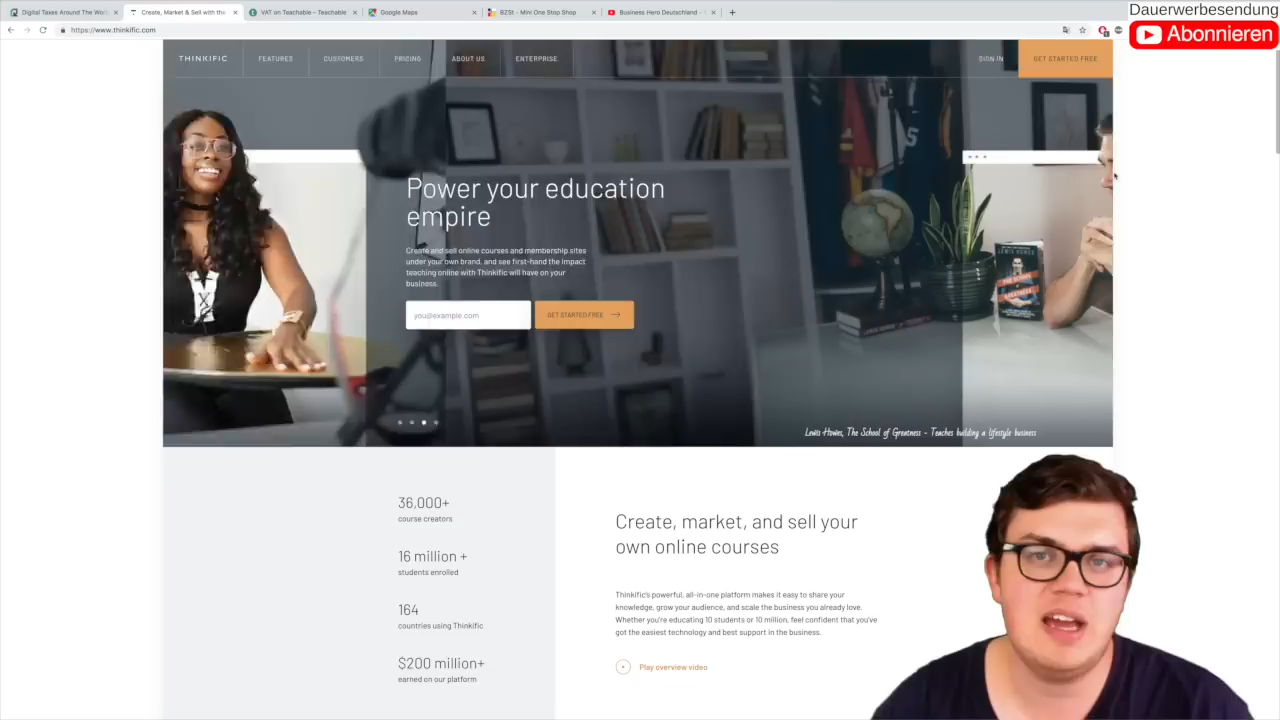 Dauerwerbesendung
Abonnieren
Digital Taxes Around The Worl
Create, Market & Sell with the
VAT on Teachable – Teachable
Google Maps
BZSt - Mini One Stop Shop
Business Hero Deutschland -
https://www.thinkific.com
THINKIFIC
FEATURES
CUSTOMERS
PRICING
ABOUT US
ENTERPRISE
SIGN IN
GET STARTED FREE
Power your education
empire
Create and sell online courses and membership sites
under your own brand, and see first-hand the impact
teaching online with Thinkific will have on your
business.
you@example.com
GET STARTED FREE
LEWIS HOWES
THE SCHOOL
GREATNESS
Lewis Howes, The School of Greatness - Teaches building a lifestyle business
36,000+
course creators
16 million +
students enrolled
164
countries using Thinkific
$200 million+
earned on our platform
Create, market, and sell your
own online courses
Thinkific's powerful, all-in-one platform makes it easy to share your
knowledge, grow your audience, and scale the business you already love.
Whether you're educating 10 students or 10 million, feel confident that you've
got the easiest technology and best support in the business.
Play overview video